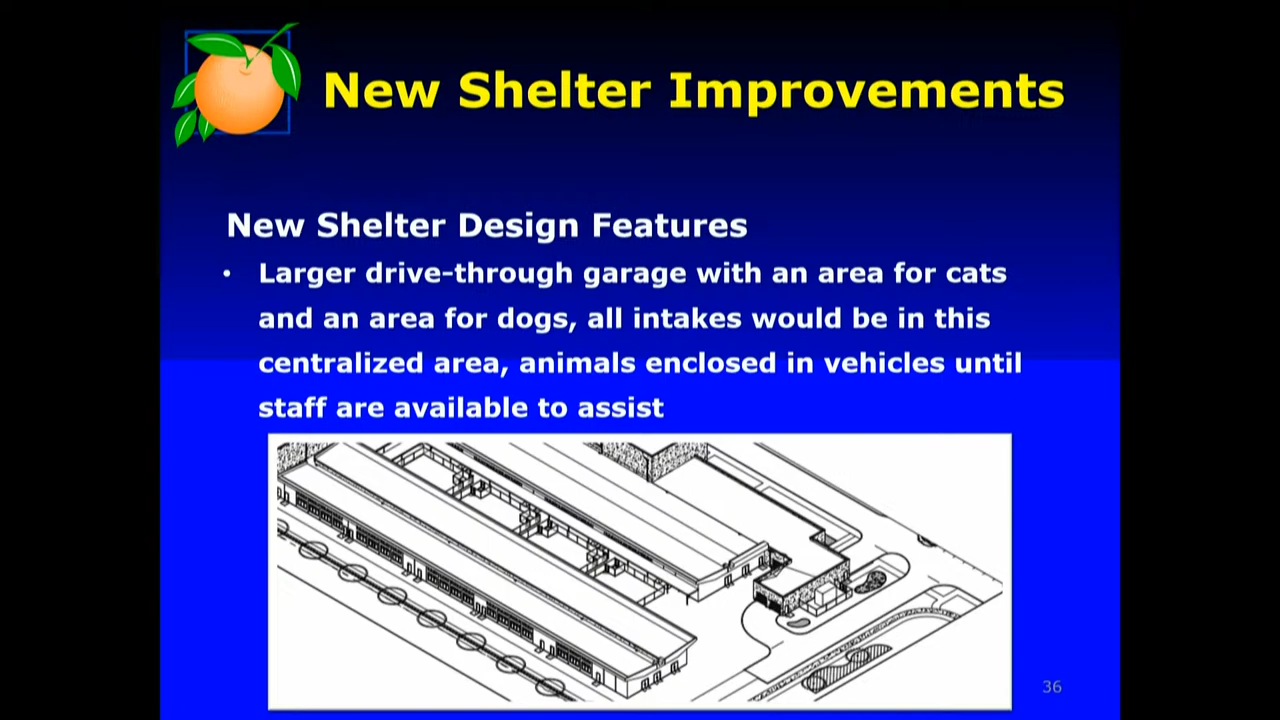 New Shelter Improvements
New Shelter Design Features
• Larger drive-through garage with an area for cats
and an area for dogs, all intakes would be in this
centralized area, animals enclosed in vehicles until
staff are available to assist
36